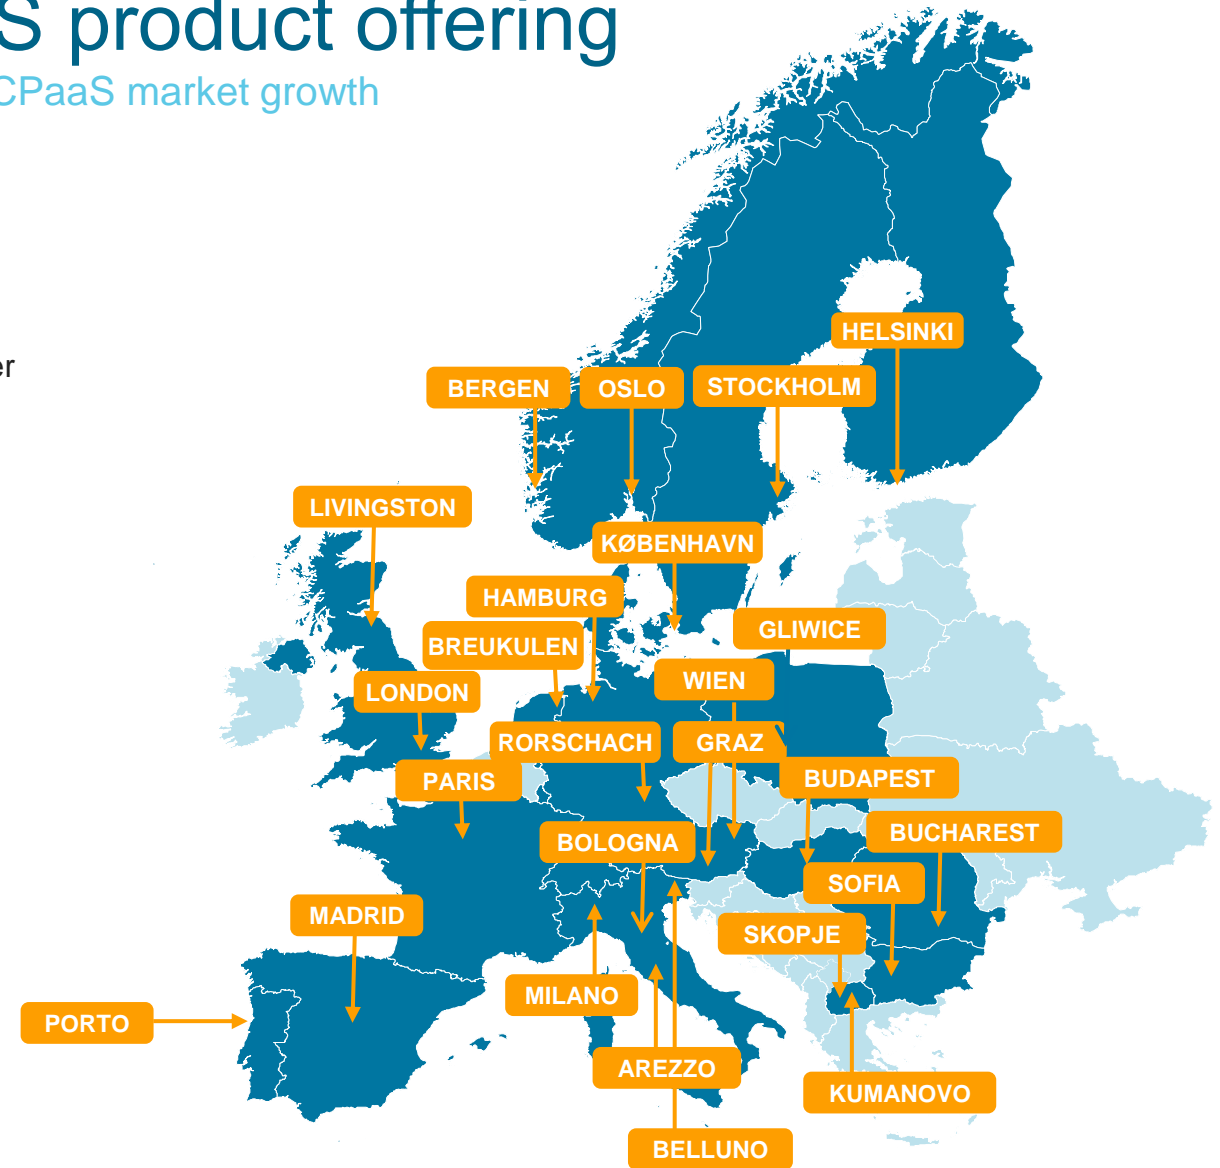 S product offering
CPaaS market growth
er
HELSINKI
BERGEN
OSLO
STOCKHOLM
LIVINGSTON
KØBENHAVN
HAMBURG
GLIWICE
BREUKULEN
WIEN
LONDON
RORSCHACH
GRAZ
PARIS
BUDAPEST
BOLOGNA
BUCHAREST
SOFIA
MADRID
SKOPJE
MILANO
PORTO
AREZZO
KUMANOVO
BELLUNO